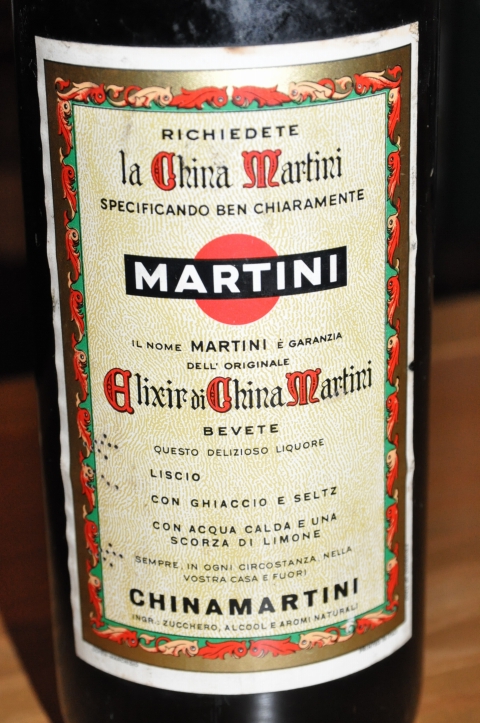 RICHIEDETE
la China Martini
SPECIFICANDO BEN CHIARAMENTE
MARTINI
IL NOME MARTINI È GARANZIA
DELL'ORIGINALE
Elixir di China Martini
BEVETE
QUESTO DELIZIOSO LIQUORE
LISCIO
CON GHIACCIO E SELTZ
CON ACQUA CALDA E UNA
SCORZA DI LIMONE
SEMPRE, IN OGNI CIRCOSTANZA, NELLA
VOSTRA CASA E FUORI
CHINAMARTINI
INGR.: ZUCCHERO, ALCOOL E AROMI NATURALI